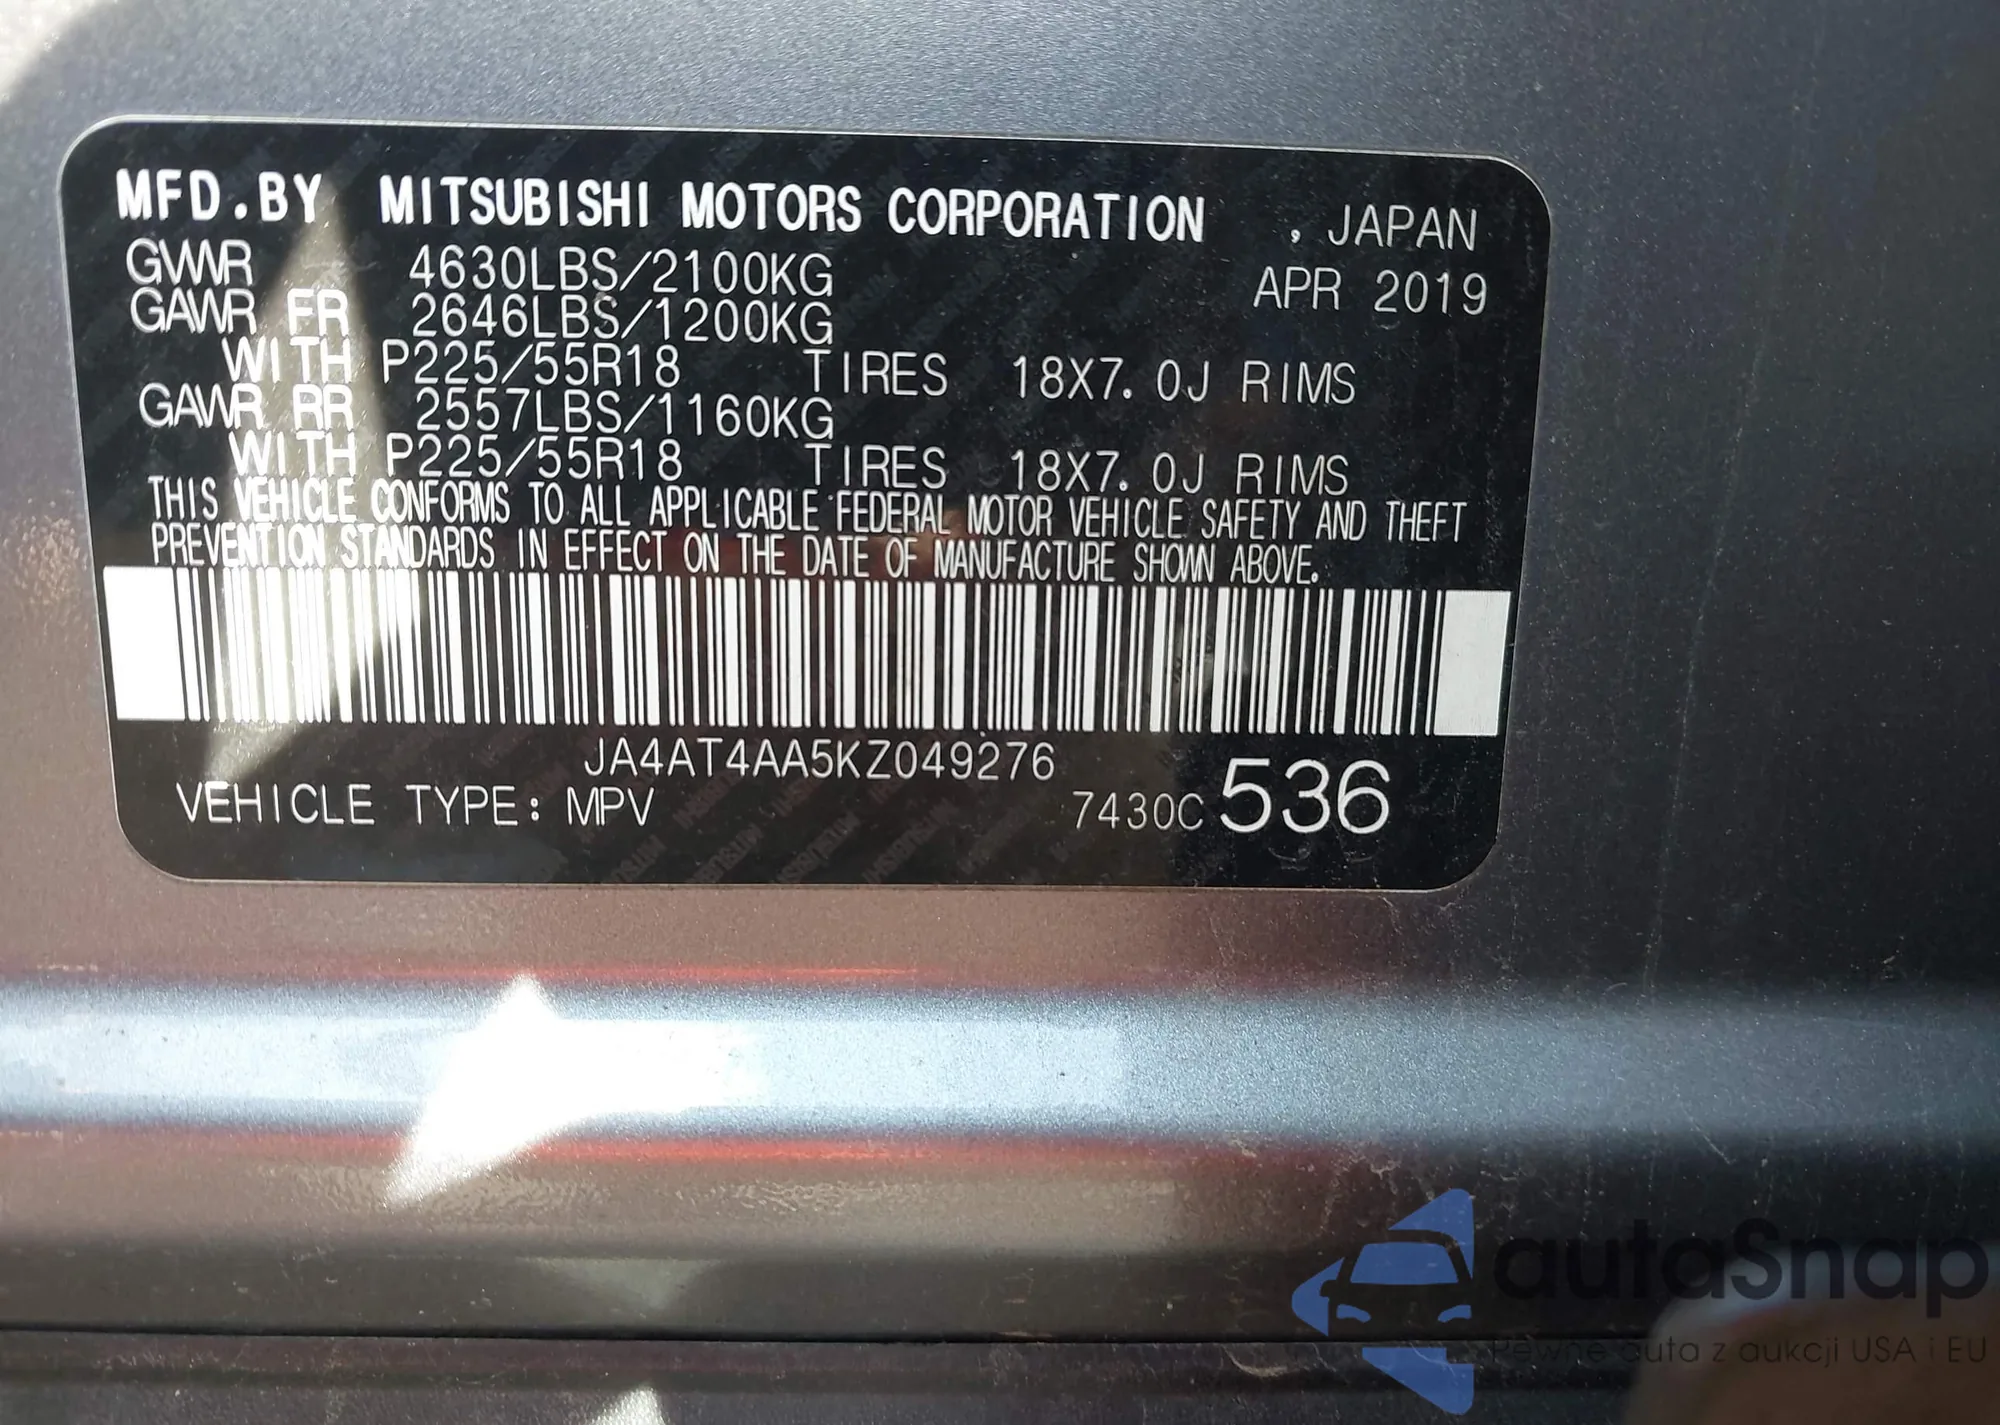 MFD.BY MITSUBISHI MOTORS CORPORATION , JAPAN
GVWR 4630LBS/2100KG APR 2019
GAWR FR 2646LBS/1200KG
WITH P225/55R18 TIRES 18X7.0J RIMS
GAWR RR 2557LBS/1160KG
WITH P225/55R18 TIRES 18X7.0J RIMS
THIS VEHICLE CONFORMS TO ALL APPLICABLE FEDERAL MOTOR VEHICLE SAFETY AND THEFT
PREVENTION STANDARDS IN EFFECT ON THE DATE OF MANUFACTURE SHOWN ABOVE.
JA4AT4AA5KZ049276
VEHICLE TYPE: MPV 7430C 536
autaSnap
Pewne auta z aukcji USA i EU